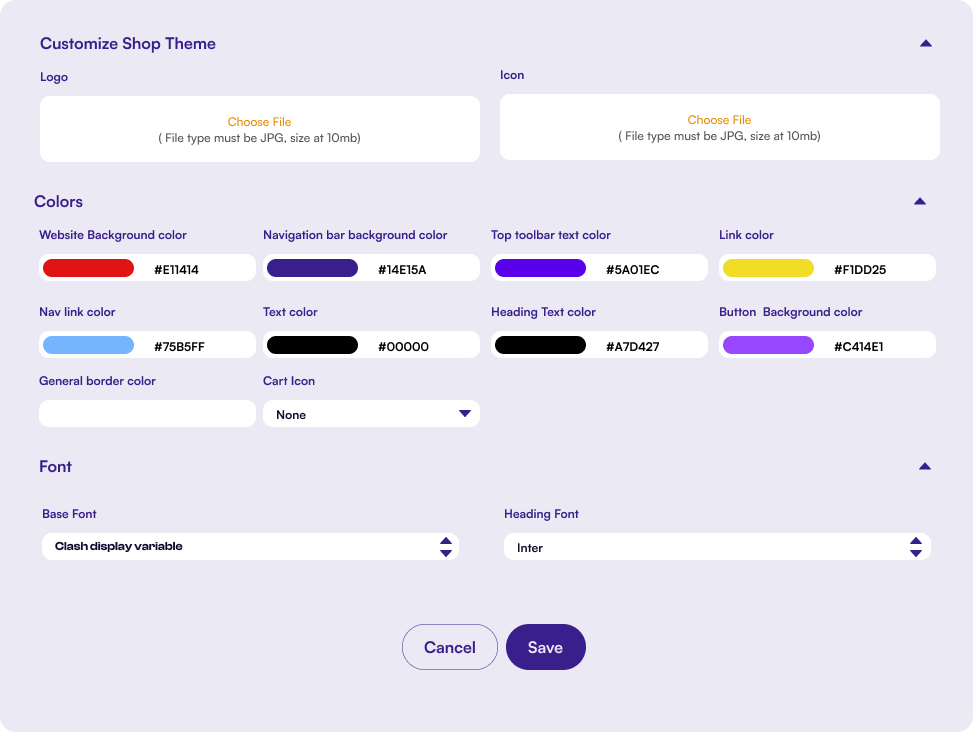 Customize Shop Theme
Logo
Icon
Choose File
( File type must be JPG, size at 10mb)
Choose File
( File type must be JPG, size at 10mb)
Colors
Website Background color
Navigation bar background color
Top toolbar text color
Link color
#E11414
#14E15A
#5A01EC
#F1DD25
Nav link color
Text color
Heading Text color
Button  Background color
#75B5FF
#00000
#A7D427
#C414E1
General border color
Cart Icon
None
Font
Base Font
Heading Font
Clash display variable
Inter
Cancel
Save